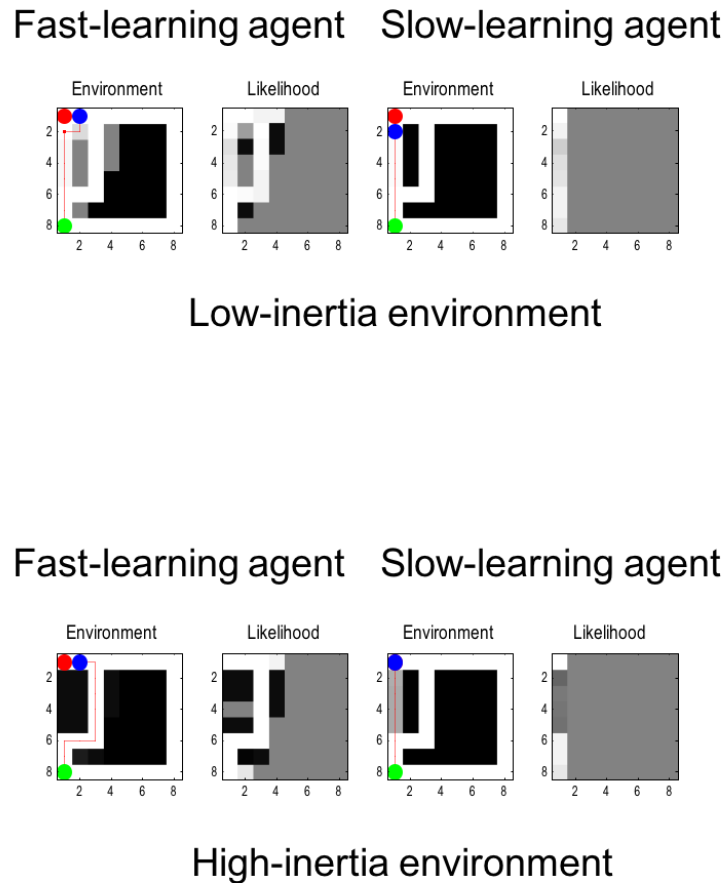 Fast-learning agent Slow-learning agent
Environment Likelihood Environment Likelihood
2
4
6
8
2 4 6 8
2
4
6
8
2 4 6 8
2
4
6
8
2 4 6 8
2
4
6
8
2 4 6 8
Low-inertia environment
Fast-learning agent Slow-learning agent
Environment Likelihood Environment Likelihood
2
4
6
8
2 4 6 8
2
4
6
8
2 4 6 8
2
4
6
8
2 4 6 8
2
4
6
8
2 4 6 8
High-inertia environment